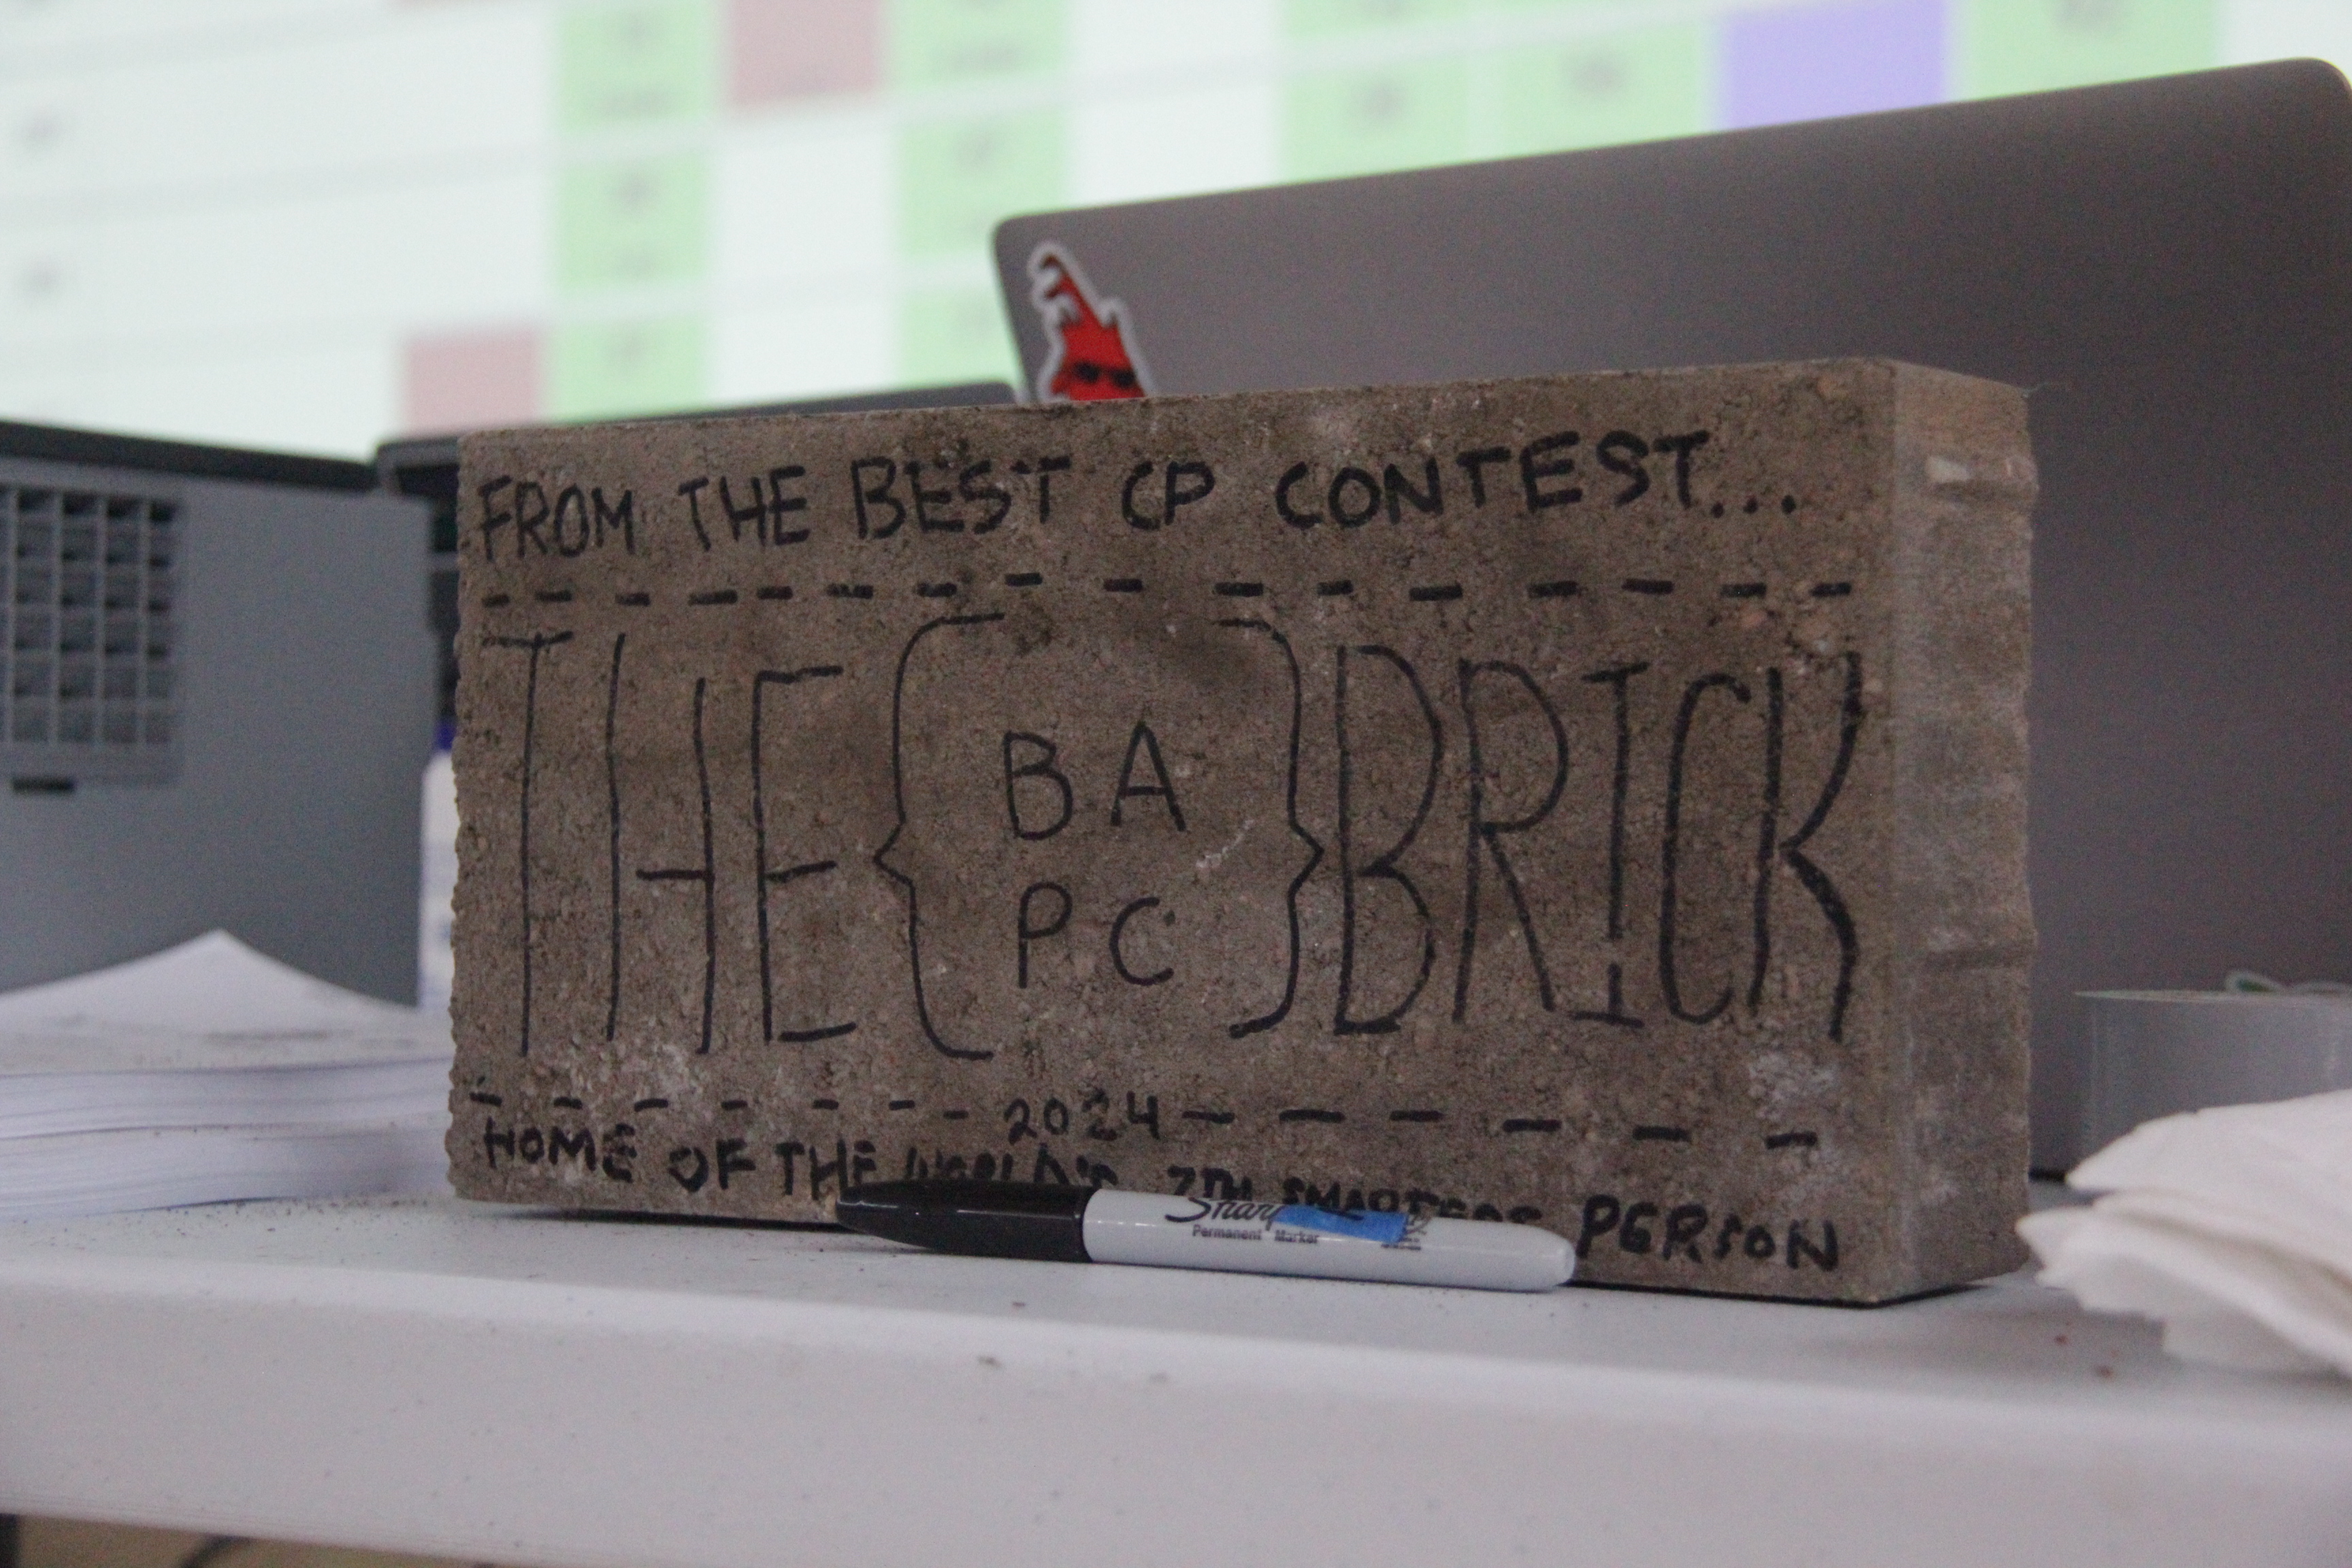 FROM THE BEST CP CONTEST...
THE { BA
PC } BRICK
2024
HOME OF THE WORLD'S 7TH SMARTEST PERSON
Sharp
Permanent Marker